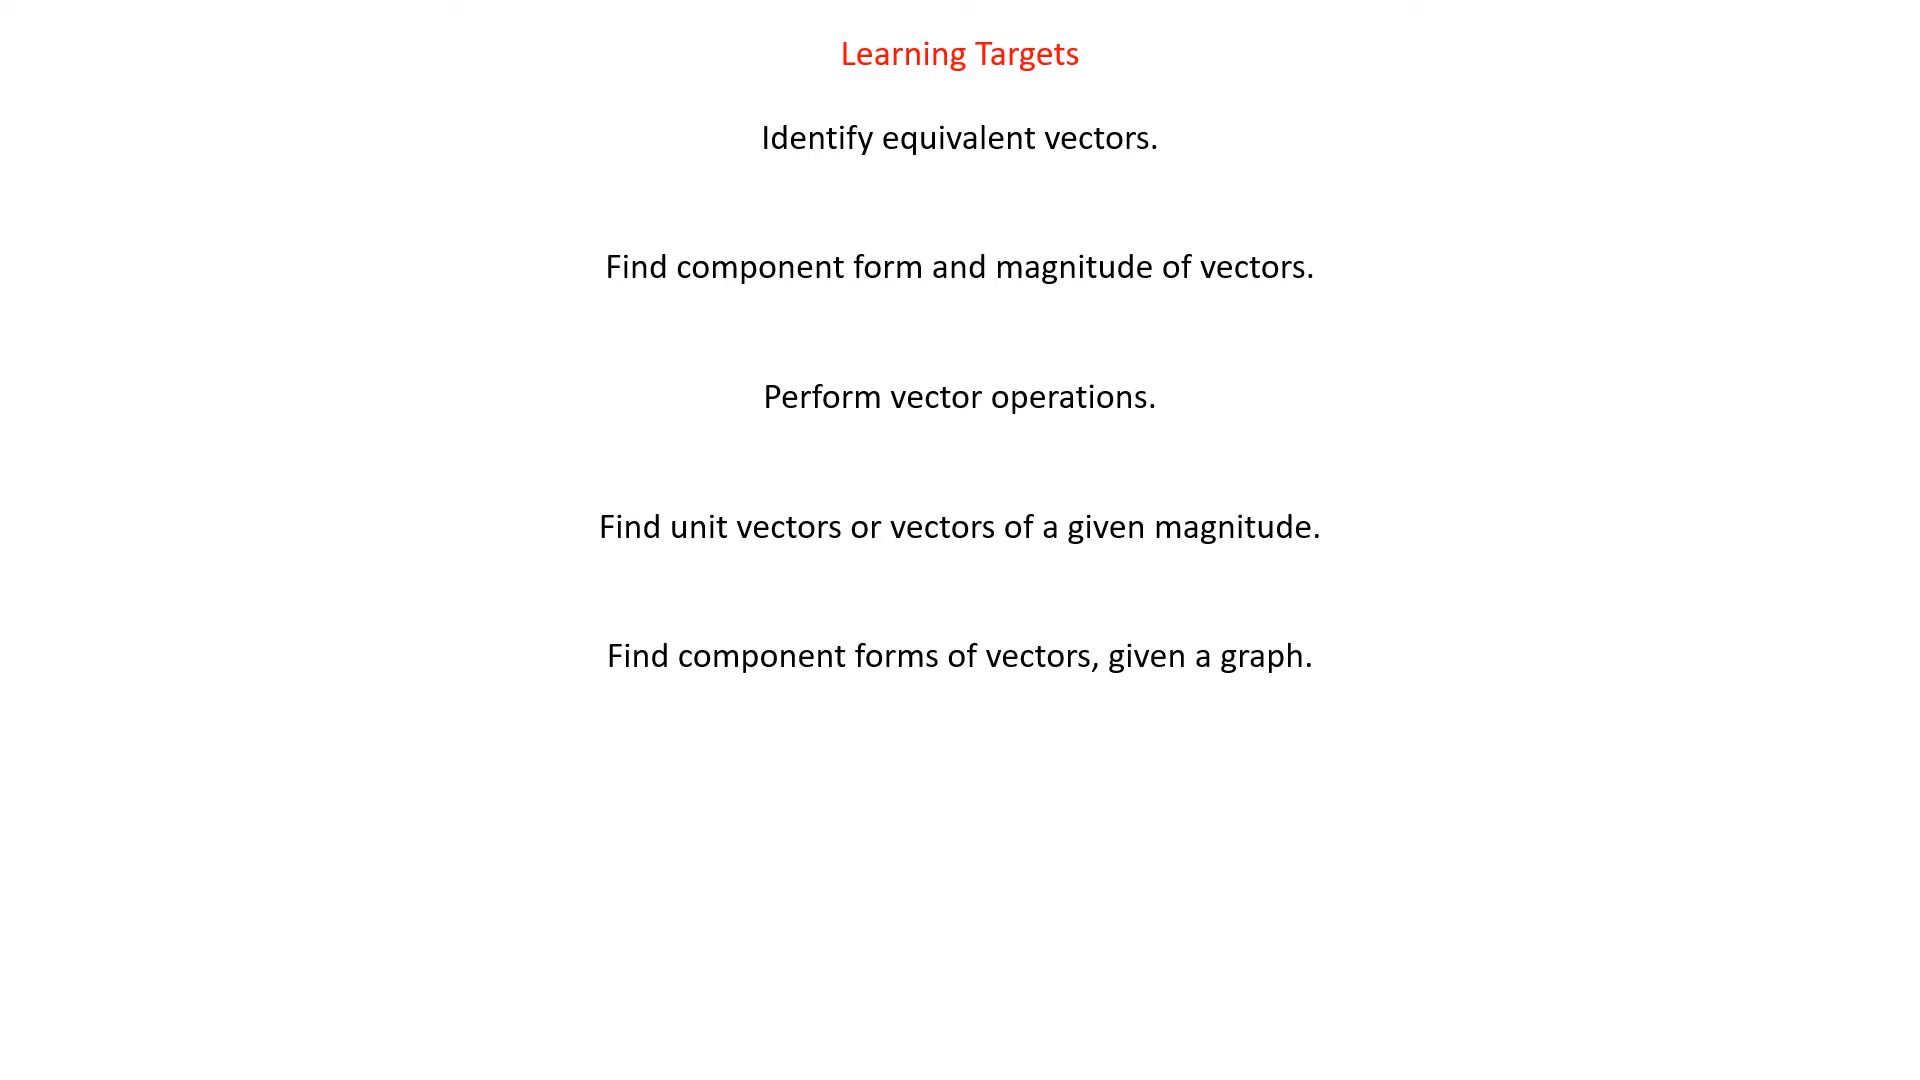 Learning Targets
Identify equivalent vectors.
Find component form and magnitude of vectors.
Perform vector operations.
Find unit vectors or vectors of a given magnitude.
Find component forms of vectors, given a graph.